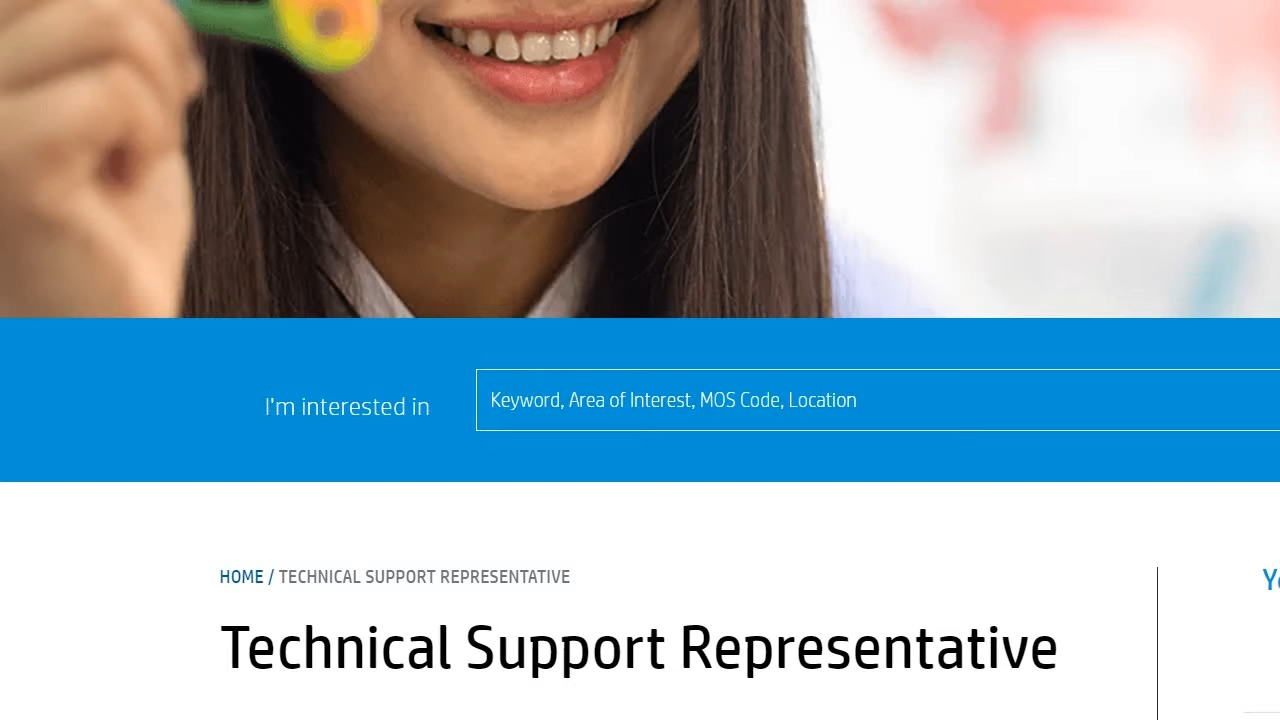 I'm interested in
Keyword, Area of Interest, MOS Code, Location
HOME / TECHNICAL SUPPORT REPRESENTATIVE
Technical Support Representative